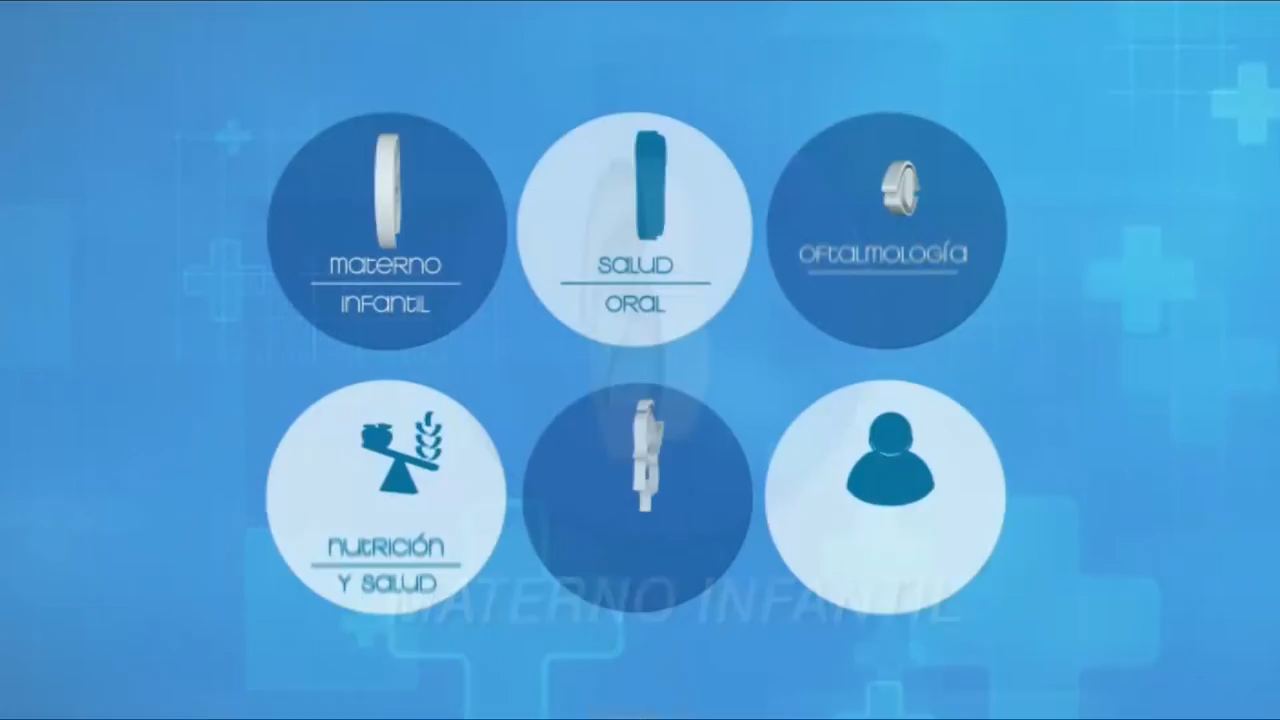 materno
infantil
salud
oral
oftalmología
nutrición
y salud
MATERNO INFANTIL